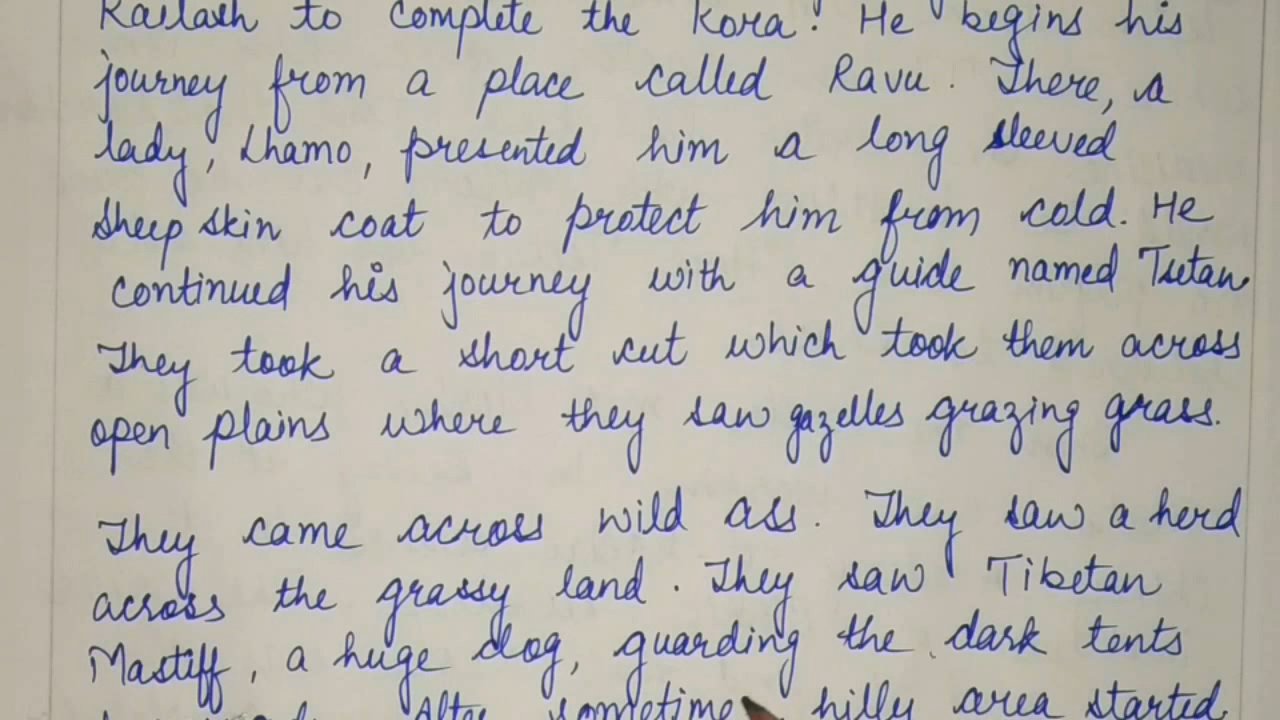 Kailash to complete the Kora! He begins his
journey from a place called Ravu. There, a
lady, Lhamo, presented him a long sleeved
sheep skin coat to protect him from cold. He
continued his journey with a guide named Tsetan.
They took a short cut which took them across
open plains where they saw gazelles grazing grass.
They came across wild ass. They saw a herd
across the grassy land. They saw Tibetan
Mastiff, a huge dog, guarding the dark tents
After sometime hilly area started.